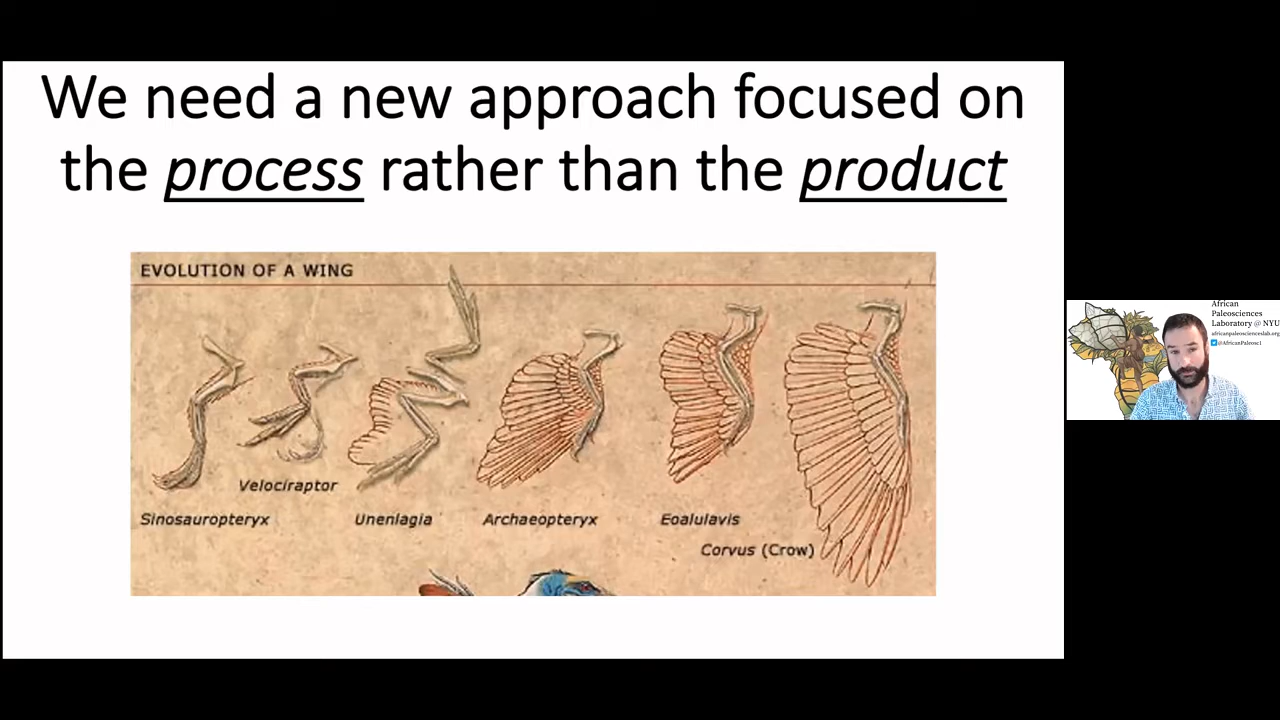 We need a new approach focused on
the process rather than the product
EVOLUTION OF A WING
Velociraptor
Sinosauropteryx
Unenlagia
Archaeopteryx
Eoalulavis
Corvus (Crow)
African
Paleosciences
Laboratory @ NYU
africanpaleoscienceslab.org
@AfricanPaleosci